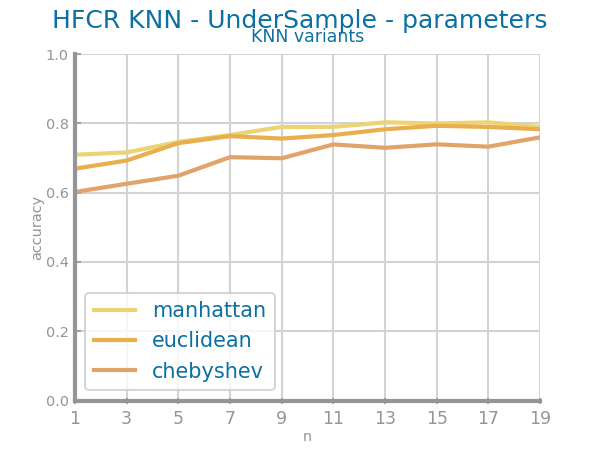 HFCR KNN - UnderSample - parameters
KNN variants
1.0
0.8
0.6
0.4
0.2
0.0
accuracy
manhattan
euclidean
chebyshev
1 3 5 7 9 11 13 15 17 19
n